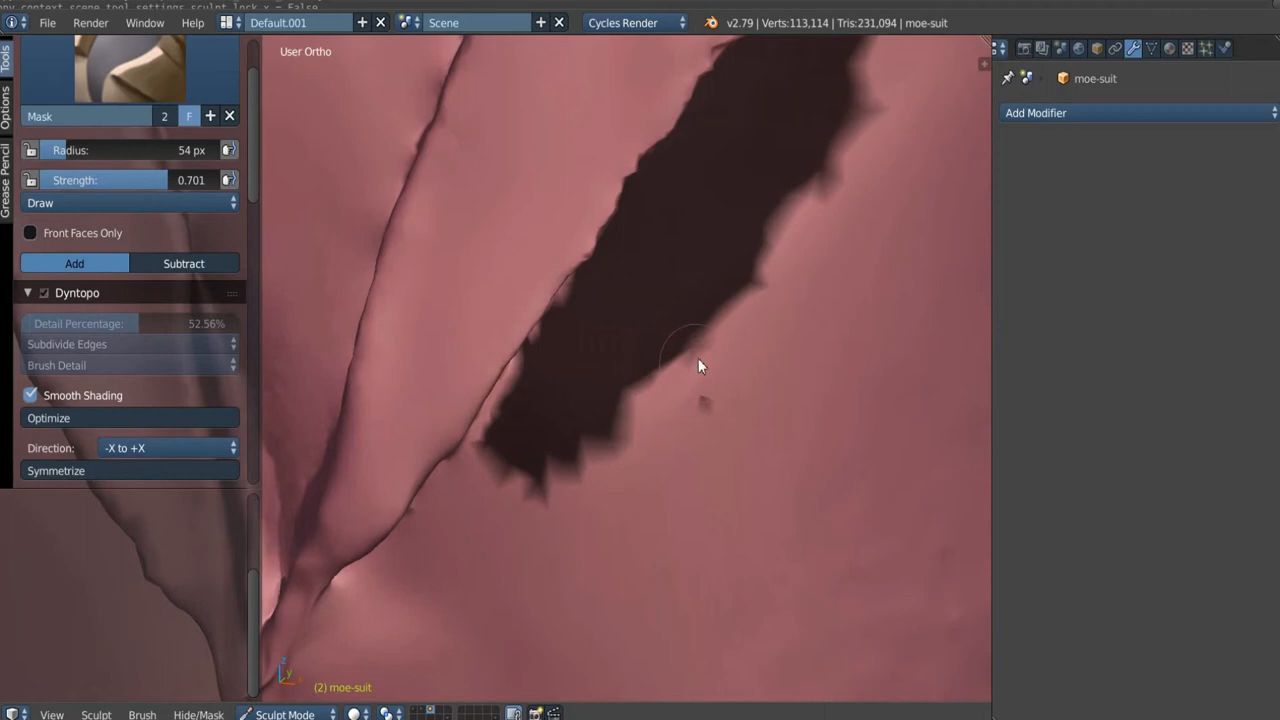 File Render Window Help Default.001 Scene Cycles Render v2.79 | Verts:113,114 | Tris:231,094 | moe-suit
Tools
Options
Grease Pencil
Mask 2 F
Radius: 54 px
Strength: 0.701
Draw
Front Faces Only
Add Subtract
Dyntopo
Detail Percentage: 52.56%
Subdivide Edges
Brush Detail
Smooth Shading
Optimize
Direction: -X to +X
Symmetrize
User Ortho
z
y
(2) moe-suit
moe-suit
Add Modifier
View Sculpt Brush Hide/Mask Sculpt Mode